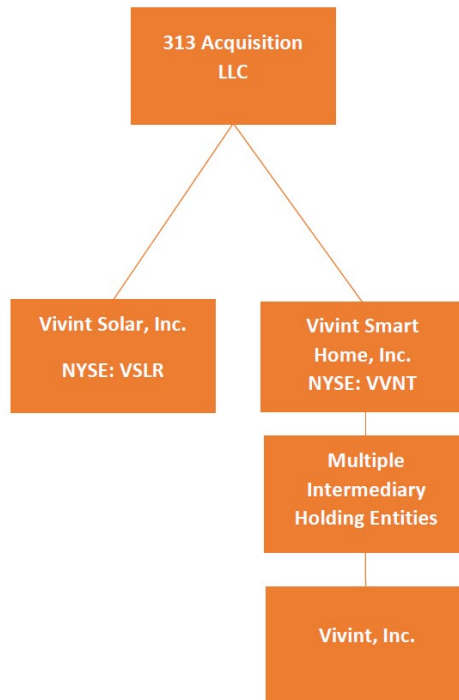 313 Acquisition
LLC
Vivint Solar, Inc.
NYSE: VSLR
Vivint Smart
Home, Inc.
NYSE: VVNT
Multiple
Intermediary
Holding Entities
Vivint, Inc.